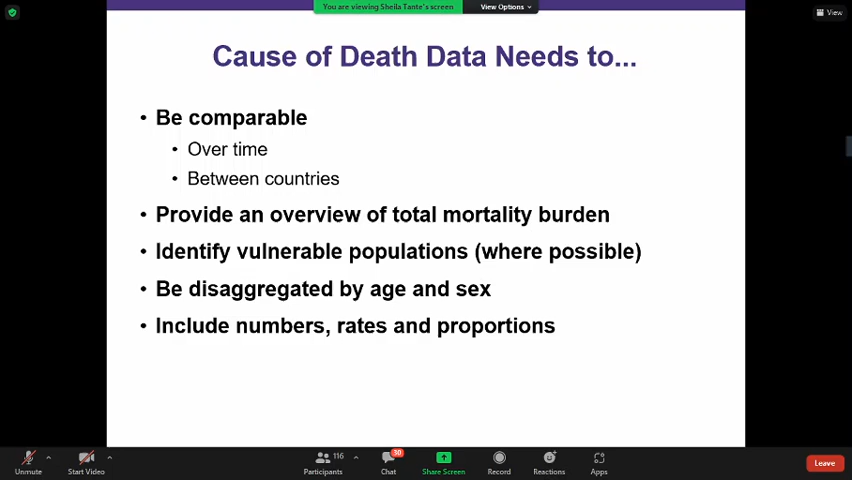 You are viewing Sheila Tante's screen
View Options
View
Cause of Death Data Needs to...
• Be comparable
• Over time
• Between countries
• Provide an overview of total mortality burden
• Identify vulnerable populations (where possible)
• Be disaggregated by age and sex
• Include numbers, rates and proportions
116
30
Unmute
Start Video
Participants
Chat
Share Screen
Record
Reactions
Apps
Leave